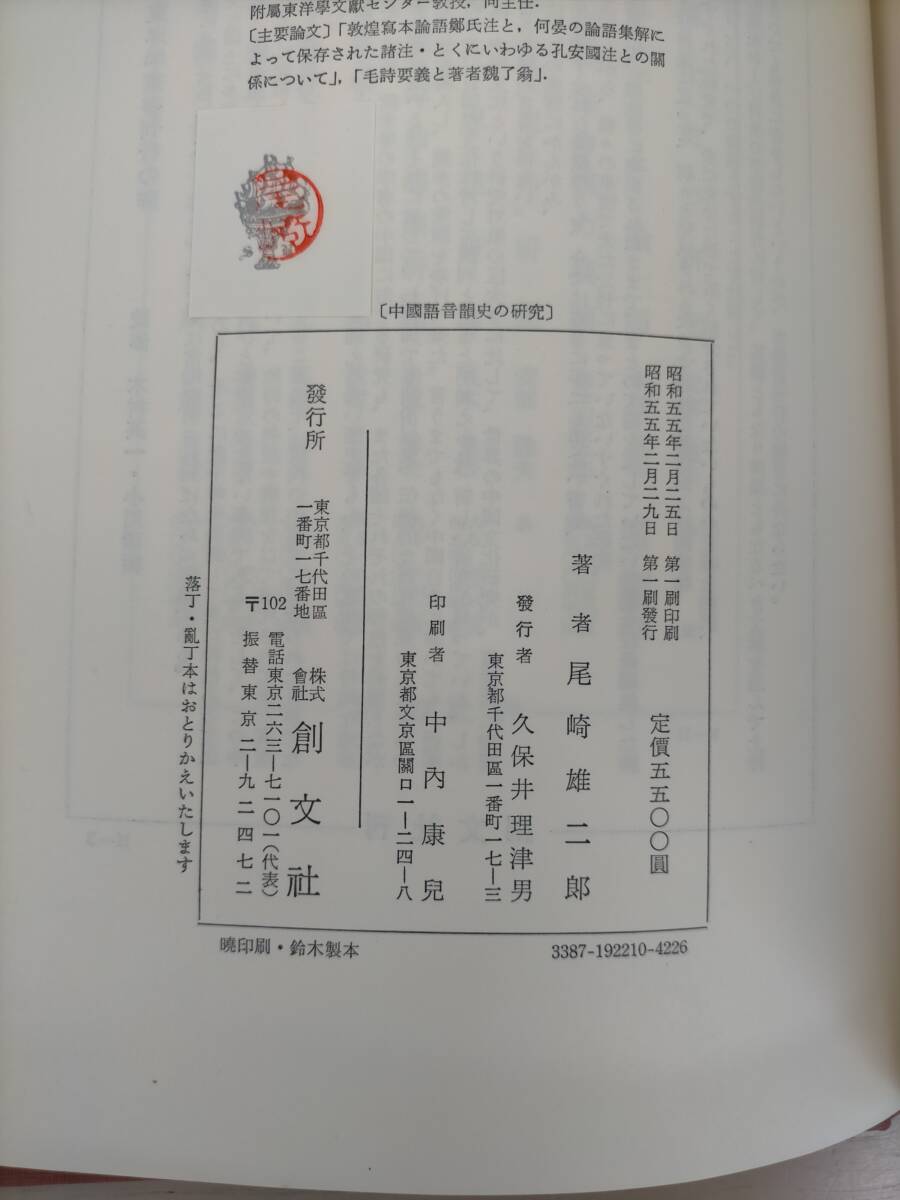 附屬東洋學文獻センター教授，同主任．
〔主要論文〕「敦煌寫本論語鄭氏注と，何晏の論語集解に
よって保存された諸注・とくにいわゆる孔安國注との關
係について」，「毛詩要義と著者魏了翁」．
〔中國語音韻史の研究〕
昭和五五年二月二五日　第一刷印刷
昭和五五年二月二九日　第一刷發行
定價五五〇〇圓
著者　尾崎雄二郎
發行者　久保井理津男
東京都千代田區一番町一七―三
印刷者　中內康兒
東京都文京區關口一―二四―八
發行所
東京都千代田區
一番町一七番地
株式
會社
創文社
〒102
電話東京二六三―七一〇一（代表）
振替東京二―九二四七二
落丁・亂丁本はおとりかえいたします
曉印刷・鈴木製本
3387-192210-4226